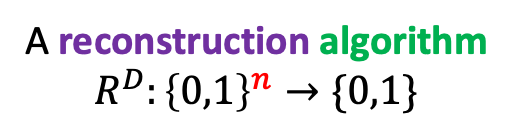 A reconstruction algorithm
R^D: {0,1}^n → {0,1}